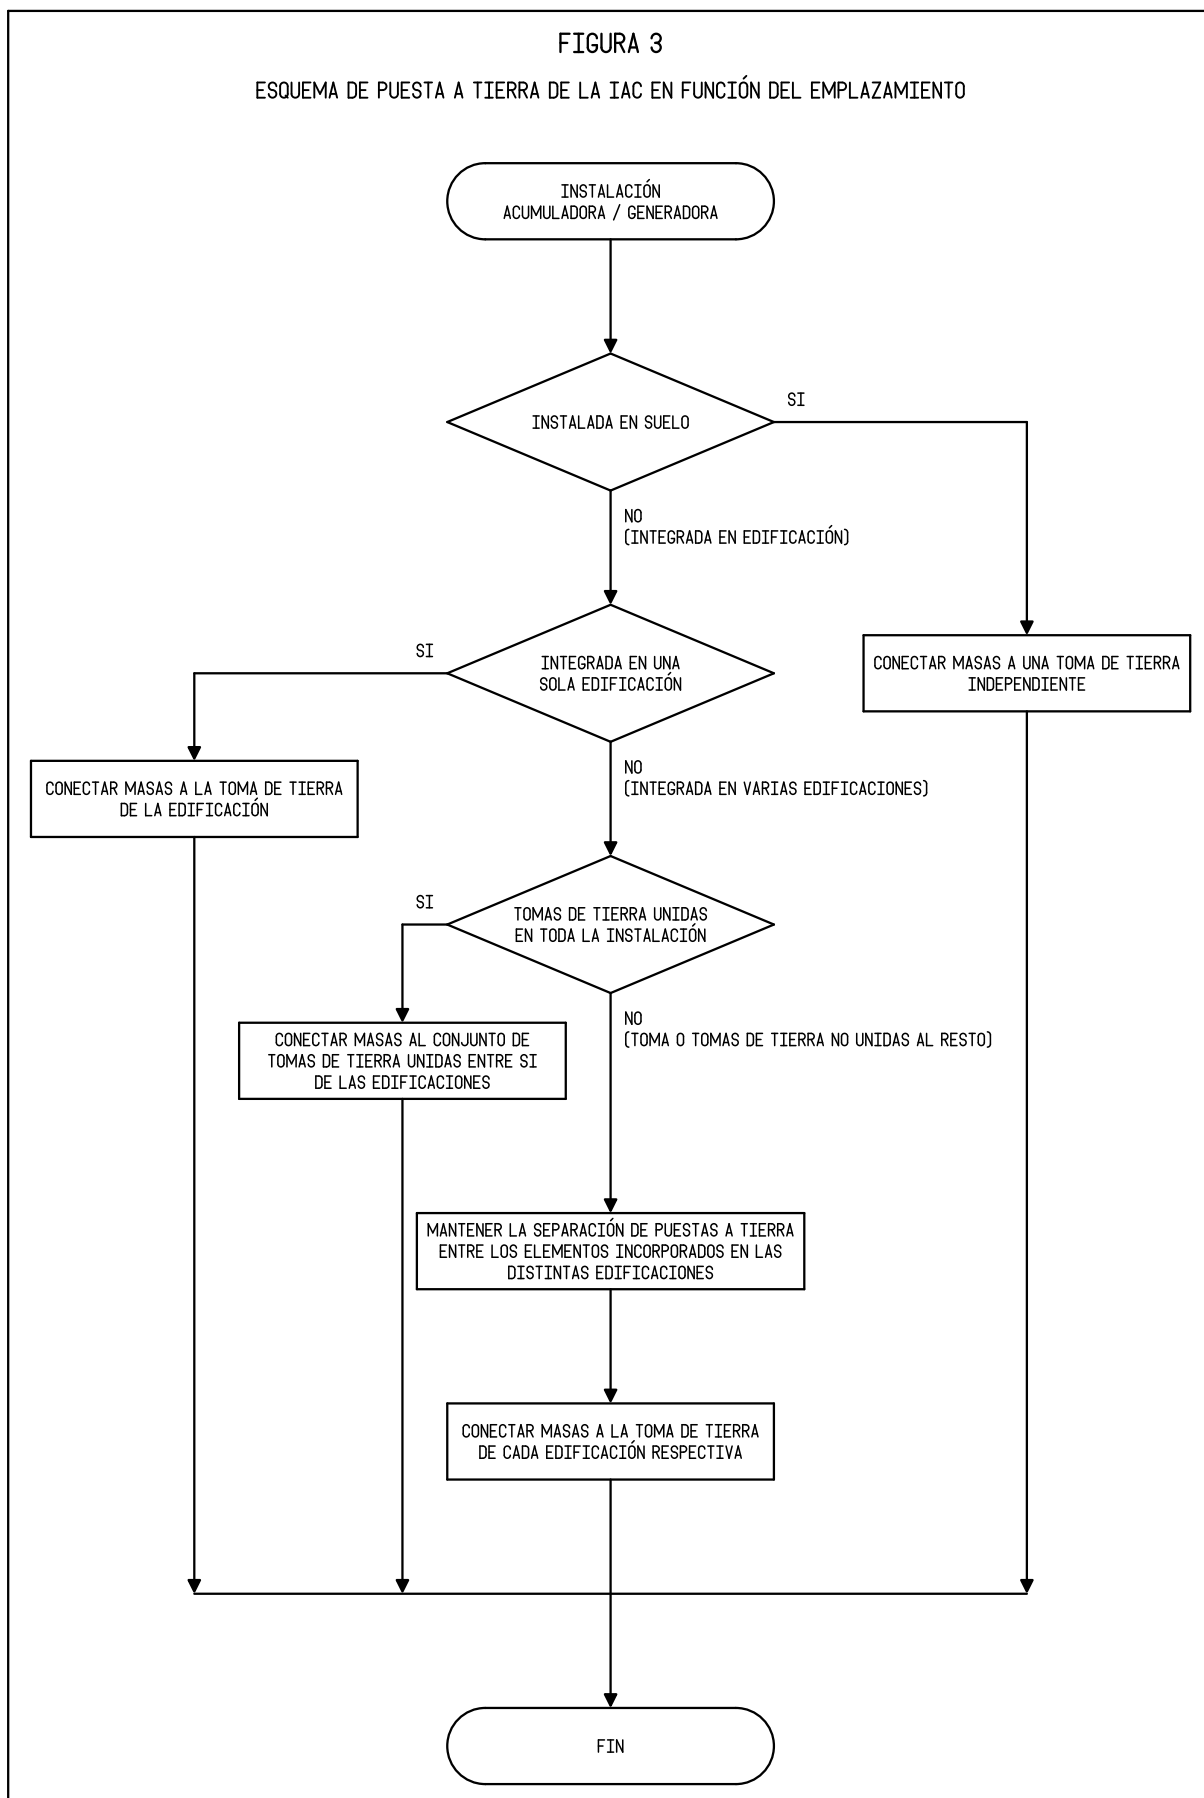 FIGURA 3
ESQUEMA DE PUESTA A TIERRA DE LA IAC EN FUNCIÓN DEL EMPLAZAMIENTO
INSTALACIÓN
ACUMULADORA / GENERADORA
INSTALADA EN SUELO
SI
NO
(INTEGRADA EN EDIFICACIÓN)
SI
INTEGRADA EN UNA
SOLA EDIFICACIÓN
CONECTAR MASAS A UNA TOMA DE TIERRA
INDEPENDIENTE
NO
(INTEGRADA EN VARIAS EDIFICACIONES)
CONECTAR MASAS A LA TOMA DE TIERRA
DE LA EDIFICACIÓN
SI
TOMAS DE TIERRA UNIDAS
EN TODA LA INSTALACIÓN
NO
(TOMA O TOMAS DE TIERRA NO UNIDAS AL RESTO)
CONECTAR MASAS AL CONJUNTO DE
TOMAS DE TIERRA UNIDAS ENTRE SI
DE LAS EDIFICACIONES
MANTENER LA SEPARACIÓN DE PUESTAS A TIERRA
ENTRE LOS ELEMENTOS INCORPORADOS EN LAS
DISTINTAS EDIFICACIONES
CONECTAR MASAS A LA TOMA DE TIERRA
DE CADA EDIFICACIÓN RESPECTIVA
FIN